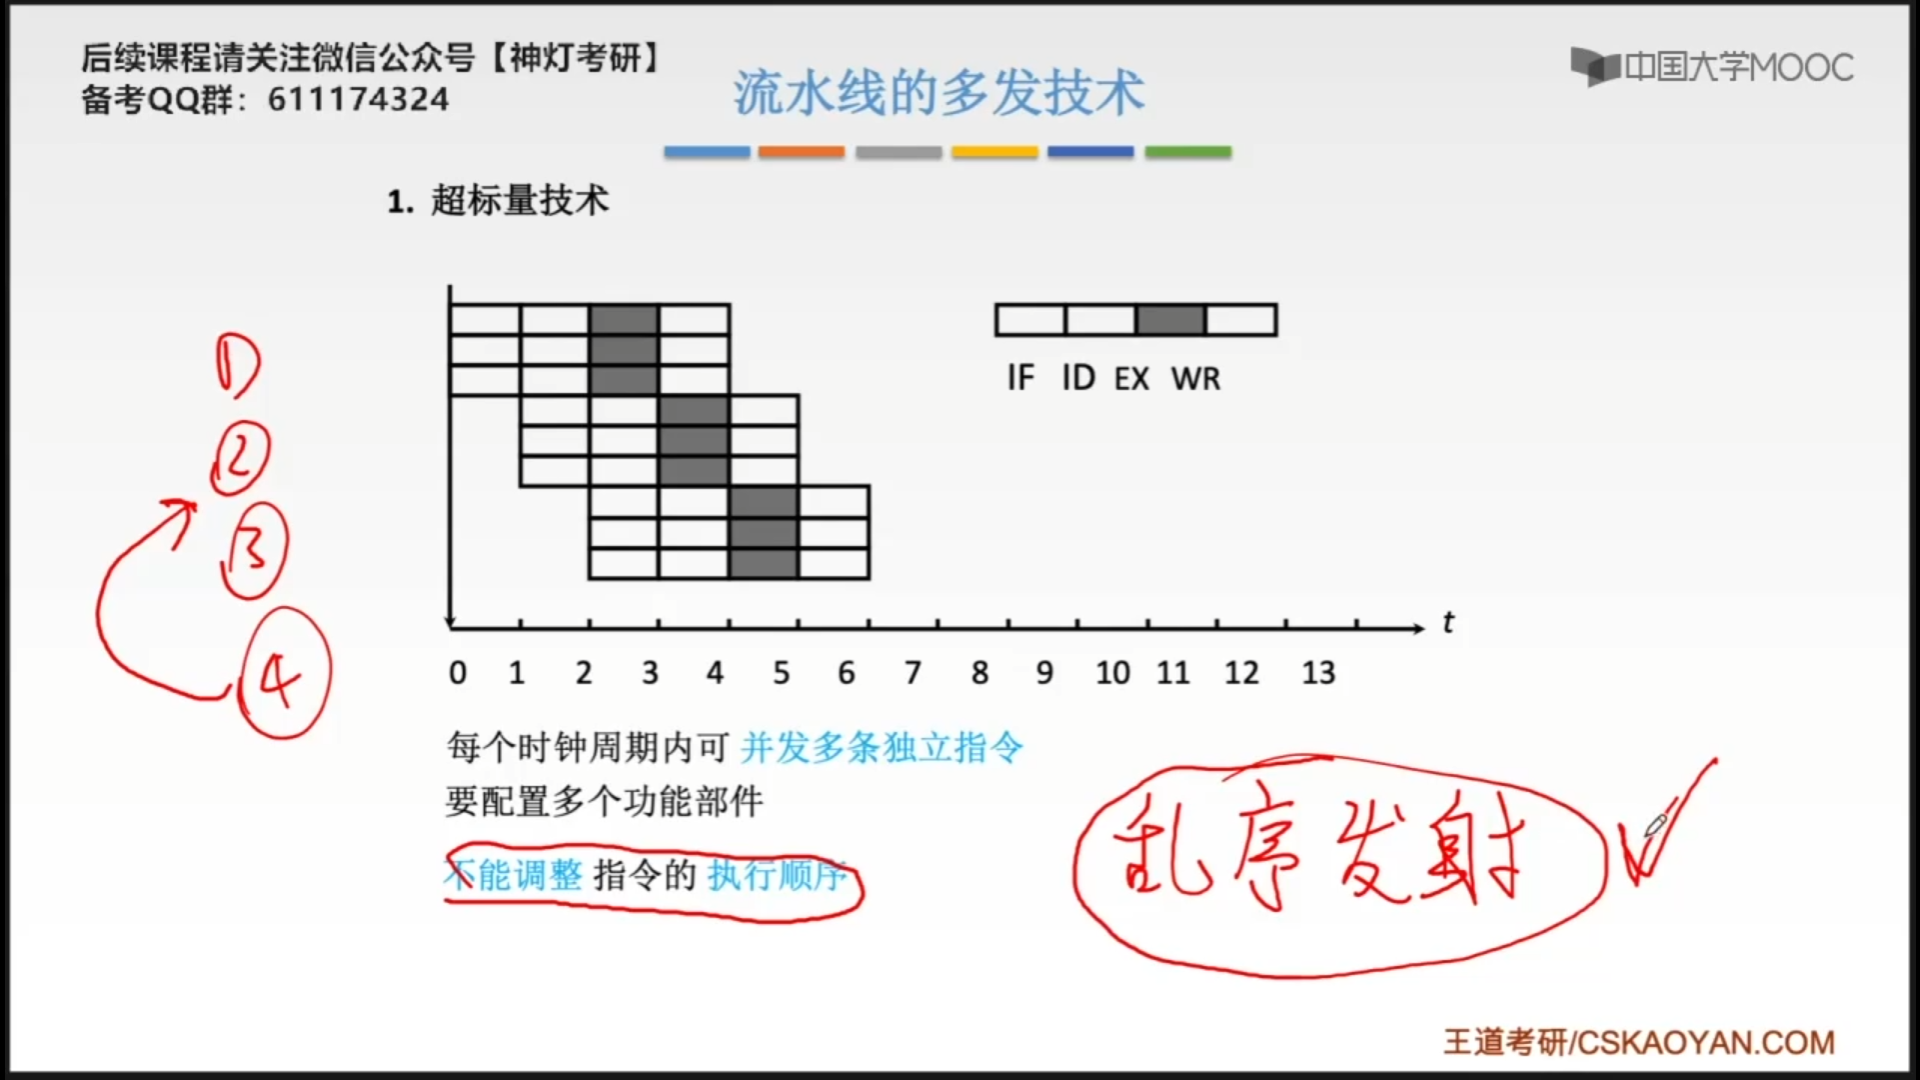 后续课程请关注微信公众号【神灯考研】
备考QQ群：611174324
中国大学MOOC
流水线的多发技术
1. 超标量技术
IF ID EX WR
①
②
③
④
t
0 1 2 3 4 5 6 7 8 9 10 11 12 13
每个时钟周期内可 并发多条独立指令
要配置多个功能部件
不能调整 指令的 执行顺序
乱序发射
王道考研/CSKAOYAN.COM